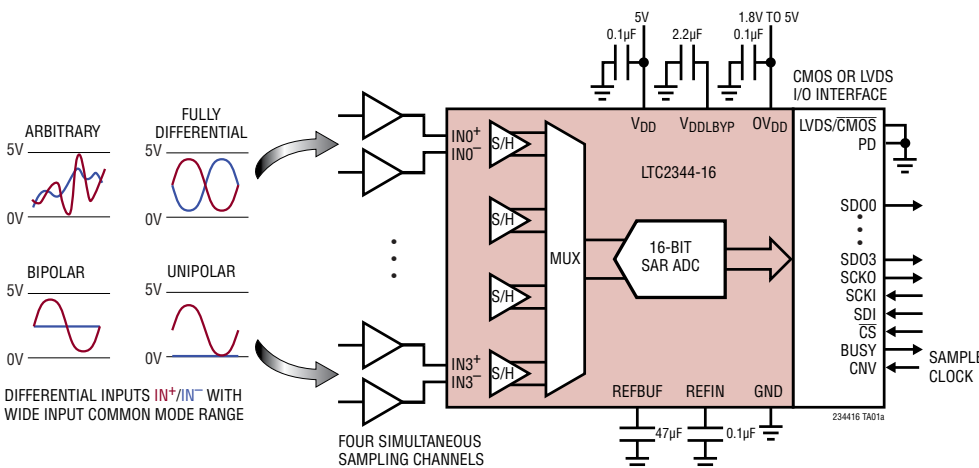 5V
1.8V TO 5V
0.1µF
2.2µF
0.1µF
CMOS OR LVDS
I/O INTERFACE
ARBITRARY
FULLY
DIFFERENTIAL
5V
0V
5V
0V
BIPOLAR
UNIPOLAR
5V
0V
5V
0V
DIFFERENTIAL INPUTS IN+/IN– WITH
WIDE INPUT COMMON MODE RANGE
IN0+
IN0–
IN3+
IN3–
FOUR SIMULTANEOUS
SAMPLING CHANNELS
S/H
S/H
S/H
S/H
MUX
VDD
VDDLBYP
OVDD
LTC2344-16
16-BIT
SAR ADC
REFBUF
REFIN
GND
47µF
0.1µF
LVDS/CMOS
PD
SDO0
SDO3
SCKO
SCKI
SDI
CS
BUSY
CNV
SAMPLE
CLOCK
234416 TA01a